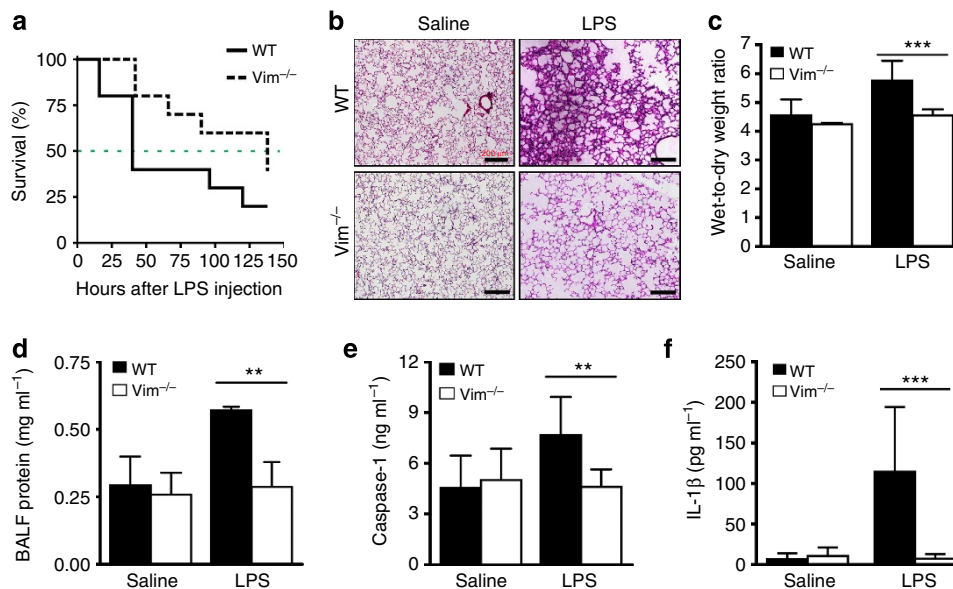 a
WT
Vim−/−
Survival (%)
100
75
50
25
0
0 25 50 75 100 125 150
Hours after LPS injection
b
Saline LPS
WT
Vim−/−
200 µm
c
WT
Vim−/−
***
Wet-to-dry weight ratio
7
6
5
4
3
2
1
0
Saline LPS
d
WT
Vim−/−
**
BALF protein (mg ml−1)
0.75
0.50
0.25
0.00
Saline LPS
e
WT
Vim−/−
**
Caspase-1 (ng ml−1)
12
9
6
3
0
Saline LPS
f
WT
Vim−/−
***
IL-1β (pg ml−1)
250
200
150
100
50
0
Saline LPS